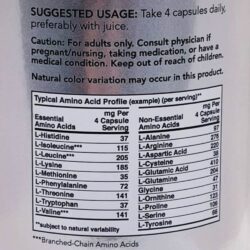 SUGGESTED USAGE: Take 4 capsules daily,
preferably with juice.
Caution: For adults only. Consult physician if
pregnant/nursing, taking medication, or have a
medical condition. Keep out of reach of children.
Natural color variation may occur in this product.
Typical Amino Acid Profile (example) (per serving)**
Essential Amino Acids
mg Per 4 Capsule Serving
L-Histidine 37
L-Isoleucine*** 115
L-Leucine*** 205
L-Lysine 185
L-Methionine 35
L-Phenylalanine 72
L-Threonine 141
L-Tryptophan 37
L-Valine*** 141
Non-Essential Amino Acids
mg Per 4 Capsule Serving
L-Alanine
L-Arginine
L-Aspartic Acid
L-Cysteine
L-Glutamic Acid
Glycine
L-Ornithine
L-Proline
L-Serine
L-Tyrosine
**subject to natural variability
***Branched-Chain Amino Acids